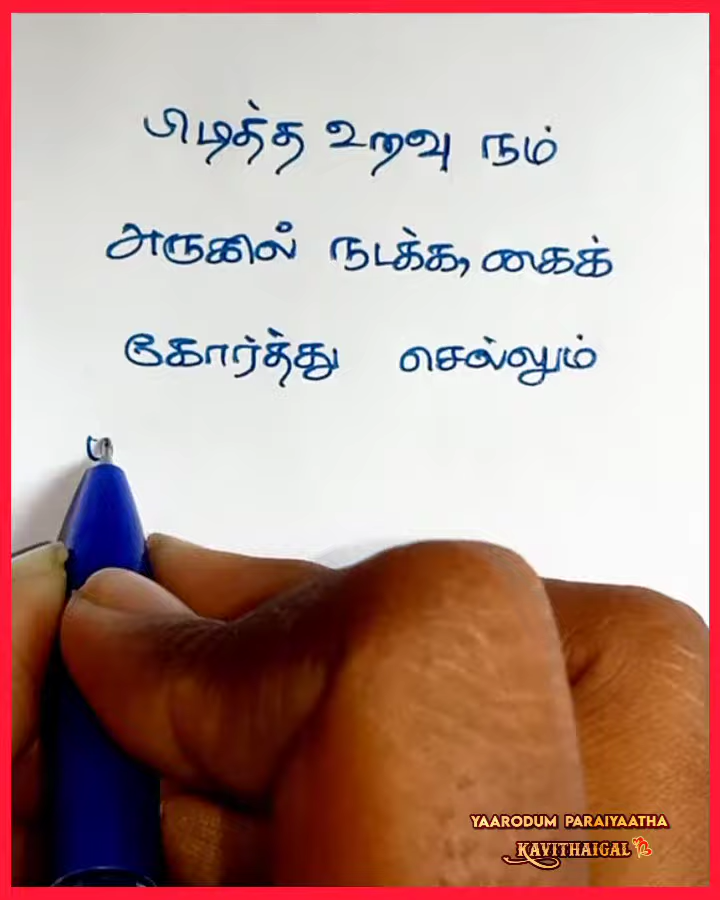 பிடித்த உறவு நம்
அருகில் நடக்க, கைக்
கோர்த்து செல்லும்
YAARODUM PARAIYAATHA
KAVITHAIGAL